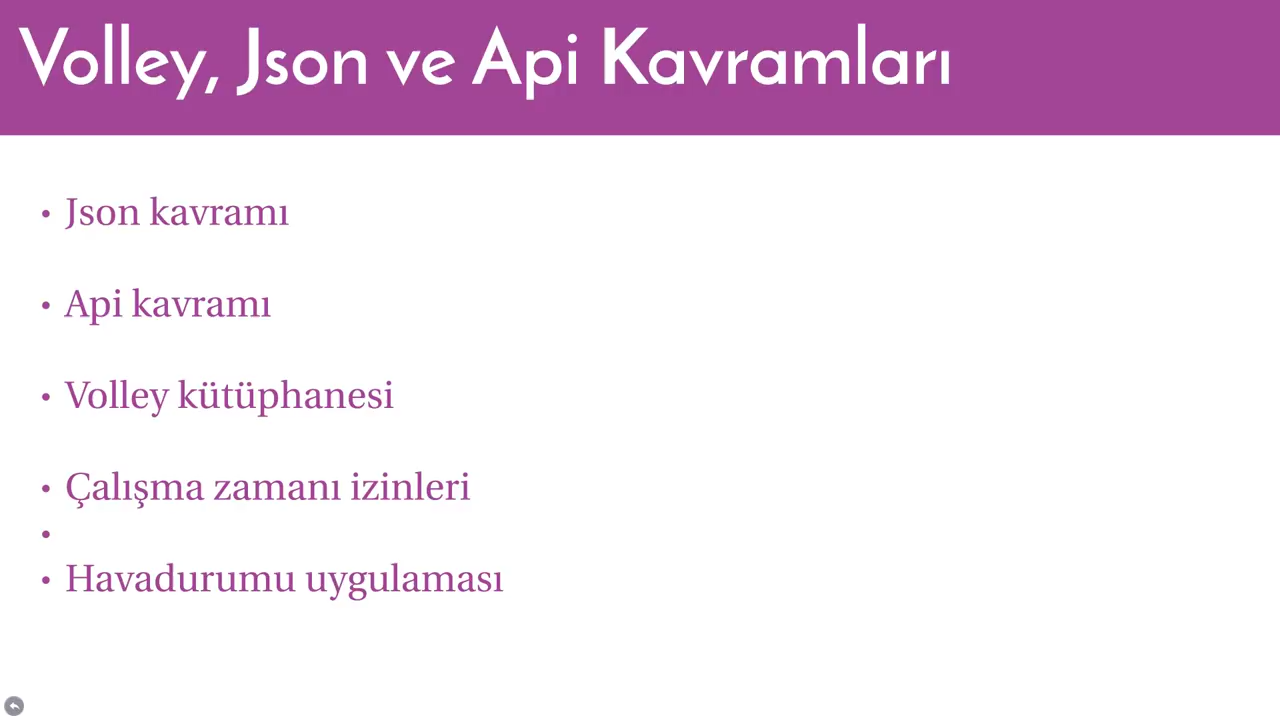 Volley, Json ve Api Kavramları
• Json kavramı
• Api kavramı
• Volley kütüphanesi
• Çalışma zamanı izinleri
•
• Havadurumu uygulaması